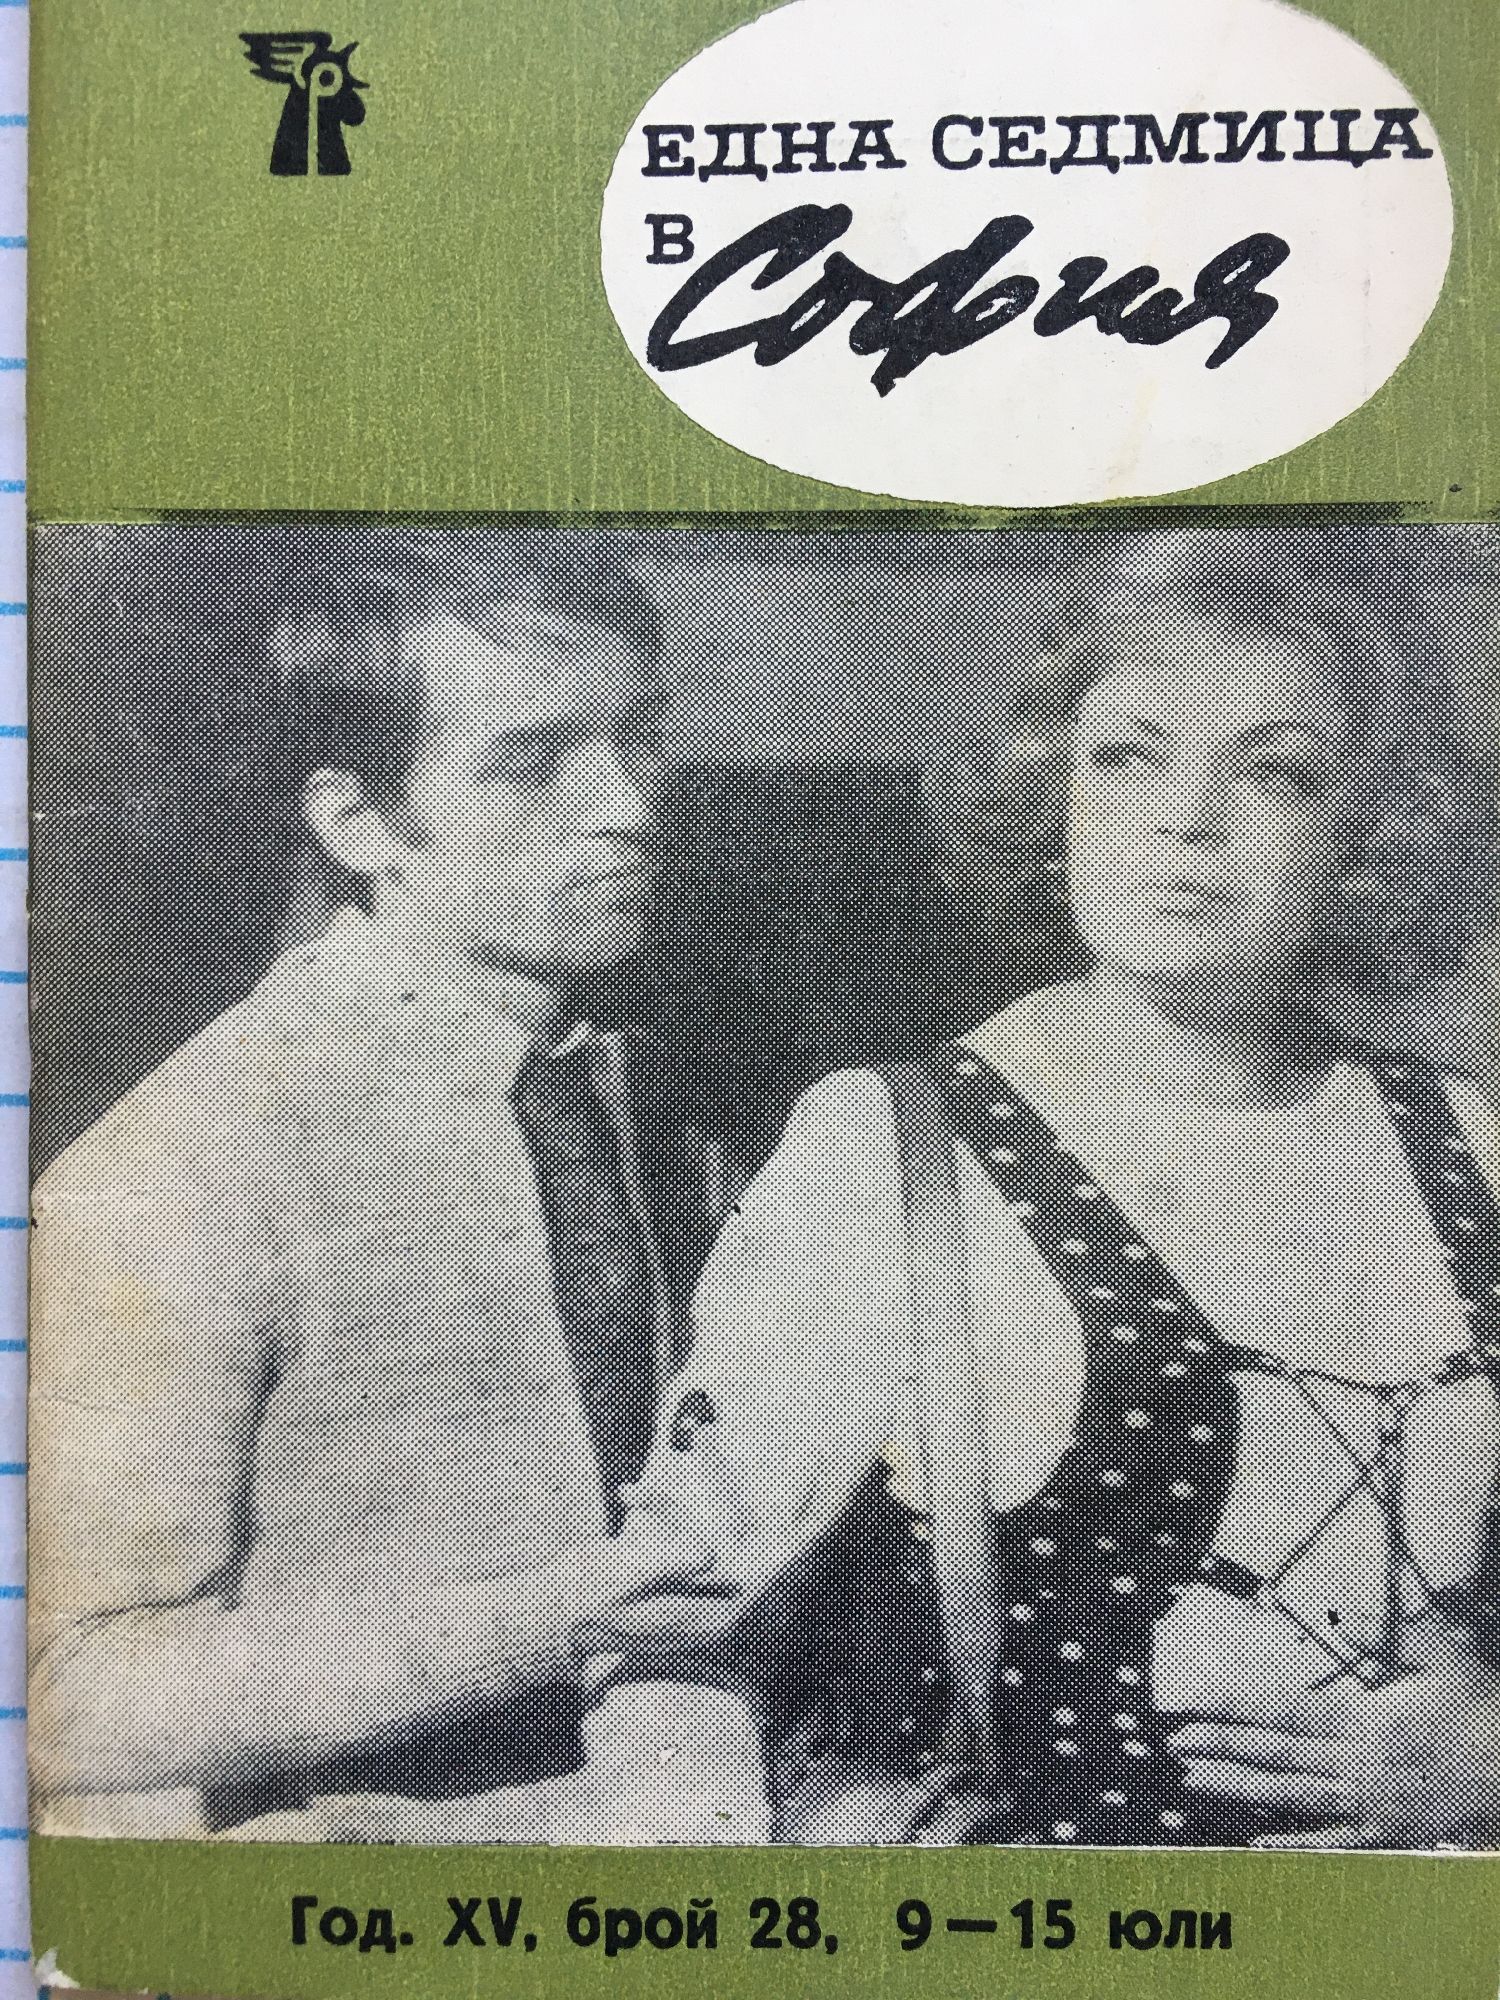 ЕДНА СЕДМИЦА
В София
Год. XV, брой 28, 9—15 юли